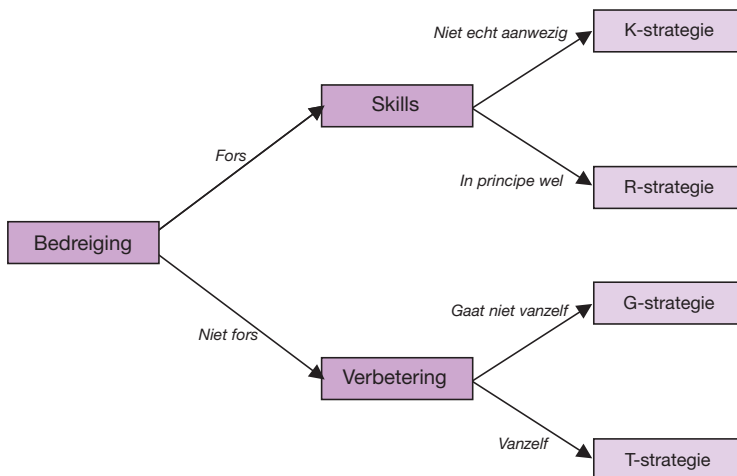 Niet echt aanwezig
K-strategie
Skills
Fors
In principe wel
R-strategie
Bedreiging
Gaat niet vanzelf
G-strategie
Niet fors
Verbetering
Vanzelf
T-strategie